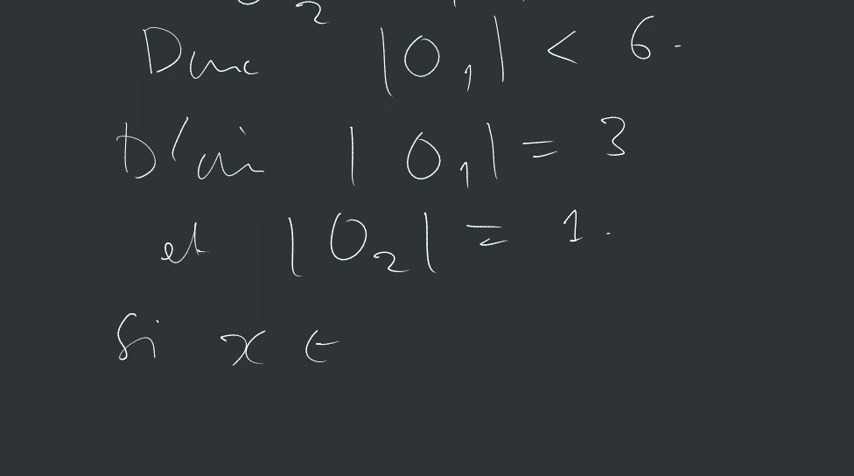 Donc |O₁| < 6.
D'où |O₁| = 3
et |O₂| = 1.
Si x ∈